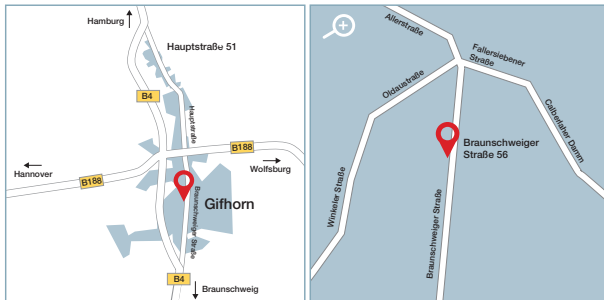 Hamburg
Hauptstraße 51
B4
Hauptstraße
B188
Hannover
Wolfsburg
B188
Gifhorn
Braunschweiger Straße
B4
Braunschweig
Allerstraße
Fallersiebener
Straße
Oldaustraße
Calberlaher Damm
Braunschweiger
Straße 56
Winkeler Straße
Braunschweiger Straße